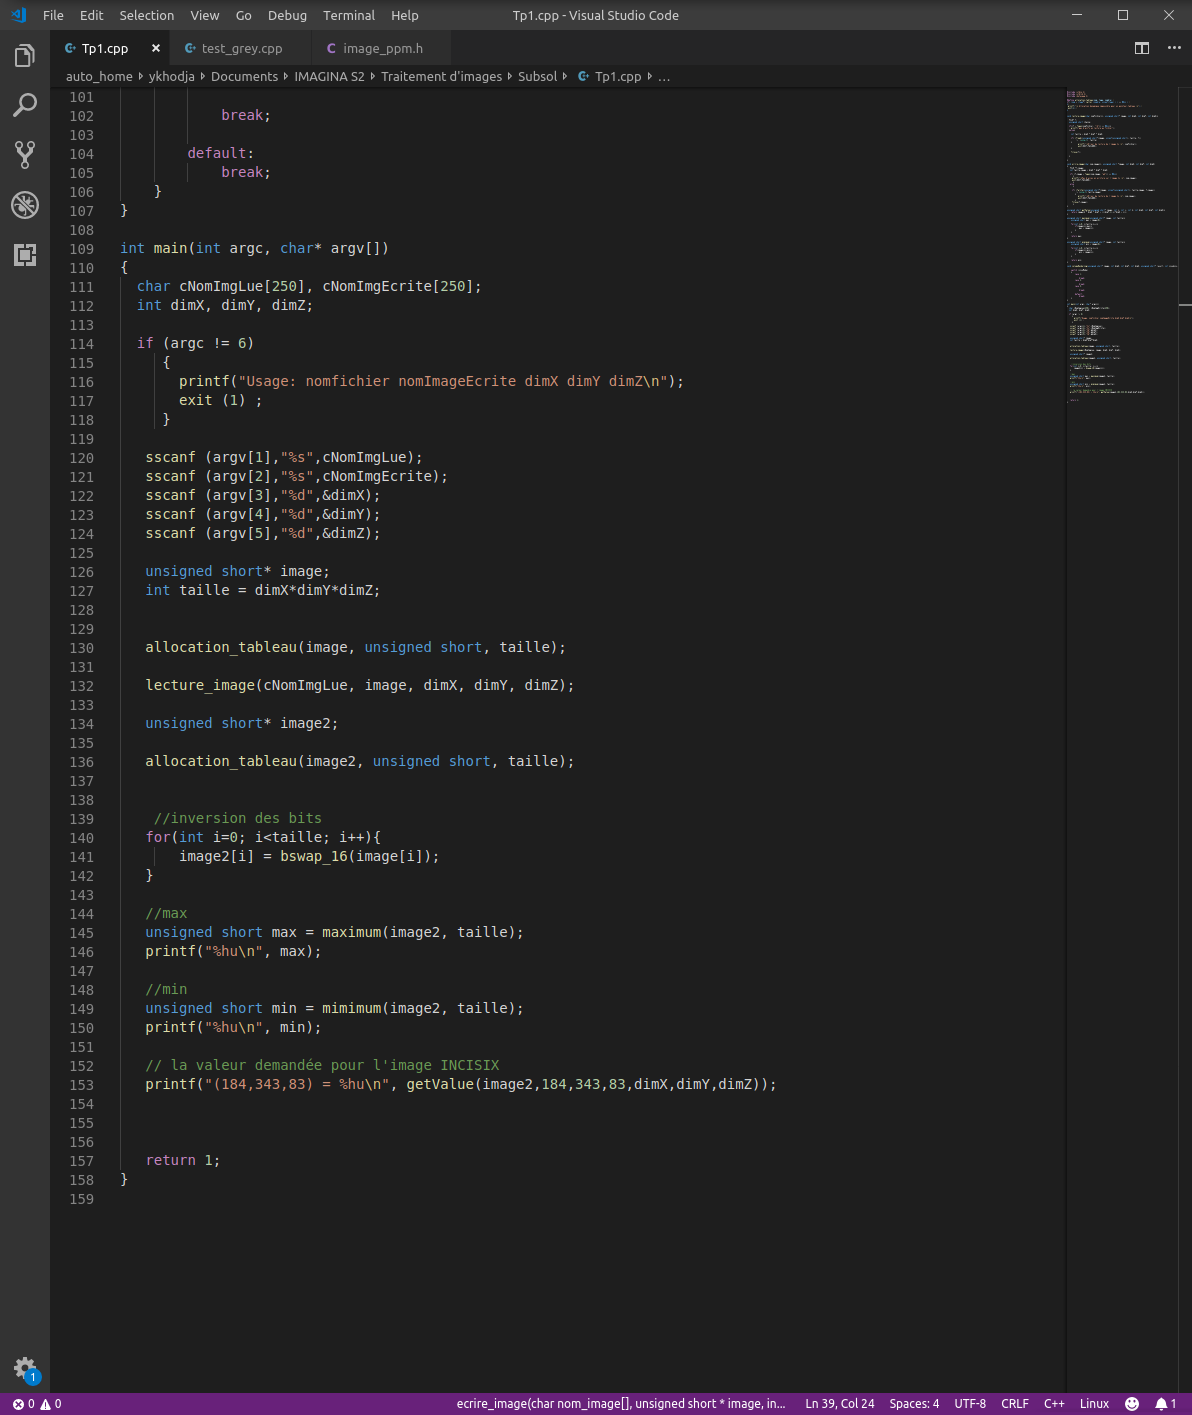 File Edit Selection View Go Debug Terminal Help Tp1.cpp - Visual Studio Code
Tp1.cpp × test_grey.cpp C image_ppm.h
auto_home ykhodja Documents IMAGINA S2 Traitement d'images Subsol Tp1.cpp ...
101
102 break;
103
104 default:
105 break;
106 }
107 }
108
109 int main(int argc, char* argv[])
110 {
111 char cNomImgLue[250], cNomImgEcrite[250];
112 int dimX, dimY, dimZ;
113
114 if (argc != 6)
115 {
116 printf("Usage: nomfichier nomImageEcrite dimX dimY dimZ\n");
117 exit (1) ;
118 }
119
120 sscanf (argv[1],"%s",cNomImgLue);
121 sscanf (argv[2],"%s",cNomImgEcrite);
122 sscanf (argv[3],"%d",&dimX);
123 sscanf (argv[4],"%d",&dimY);
124 sscanf (argv[5],"%d",&dimZ);
125
126 unsigned short* image;
127 int taille = dimX*dimY*dimZ;
128
129
130 allocation_tableau(image, unsigned short, taille);
131
132 lecture_image(cNomImgLue, image, dimX, dimY, dimZ);
133
134 unsigned short* image2;
135
136 allocation_tableau(image2, unsigned short, taille);
137
138
139 //inversion des bits
140 for(int i=0; i<taille; i++){
141 image2[i] = bswap_16(image[i]);
142 }
143
144 //max
145 unsigned short max = maximum(image2, taille);
146 printf("%hu\n", max);
147
148 //min
149 unsigned short min = mimimum(image2, taille);
150 printf("%hu\n", min);
151
152 // la valeur demandée pour l'image INCISIX
153 printf("(184,343,83) = %hu\n", getValue(image2,184,343,83,dimX,dimY,dimZ));
154
155
156
157 return 1;
158 }
159
1
0 0 ecrire_image(char nom_image[], unsigned short * image, in... Ln 39, Col 24 Spaces: 4 UTF-8 CRLF C++ Linux 1